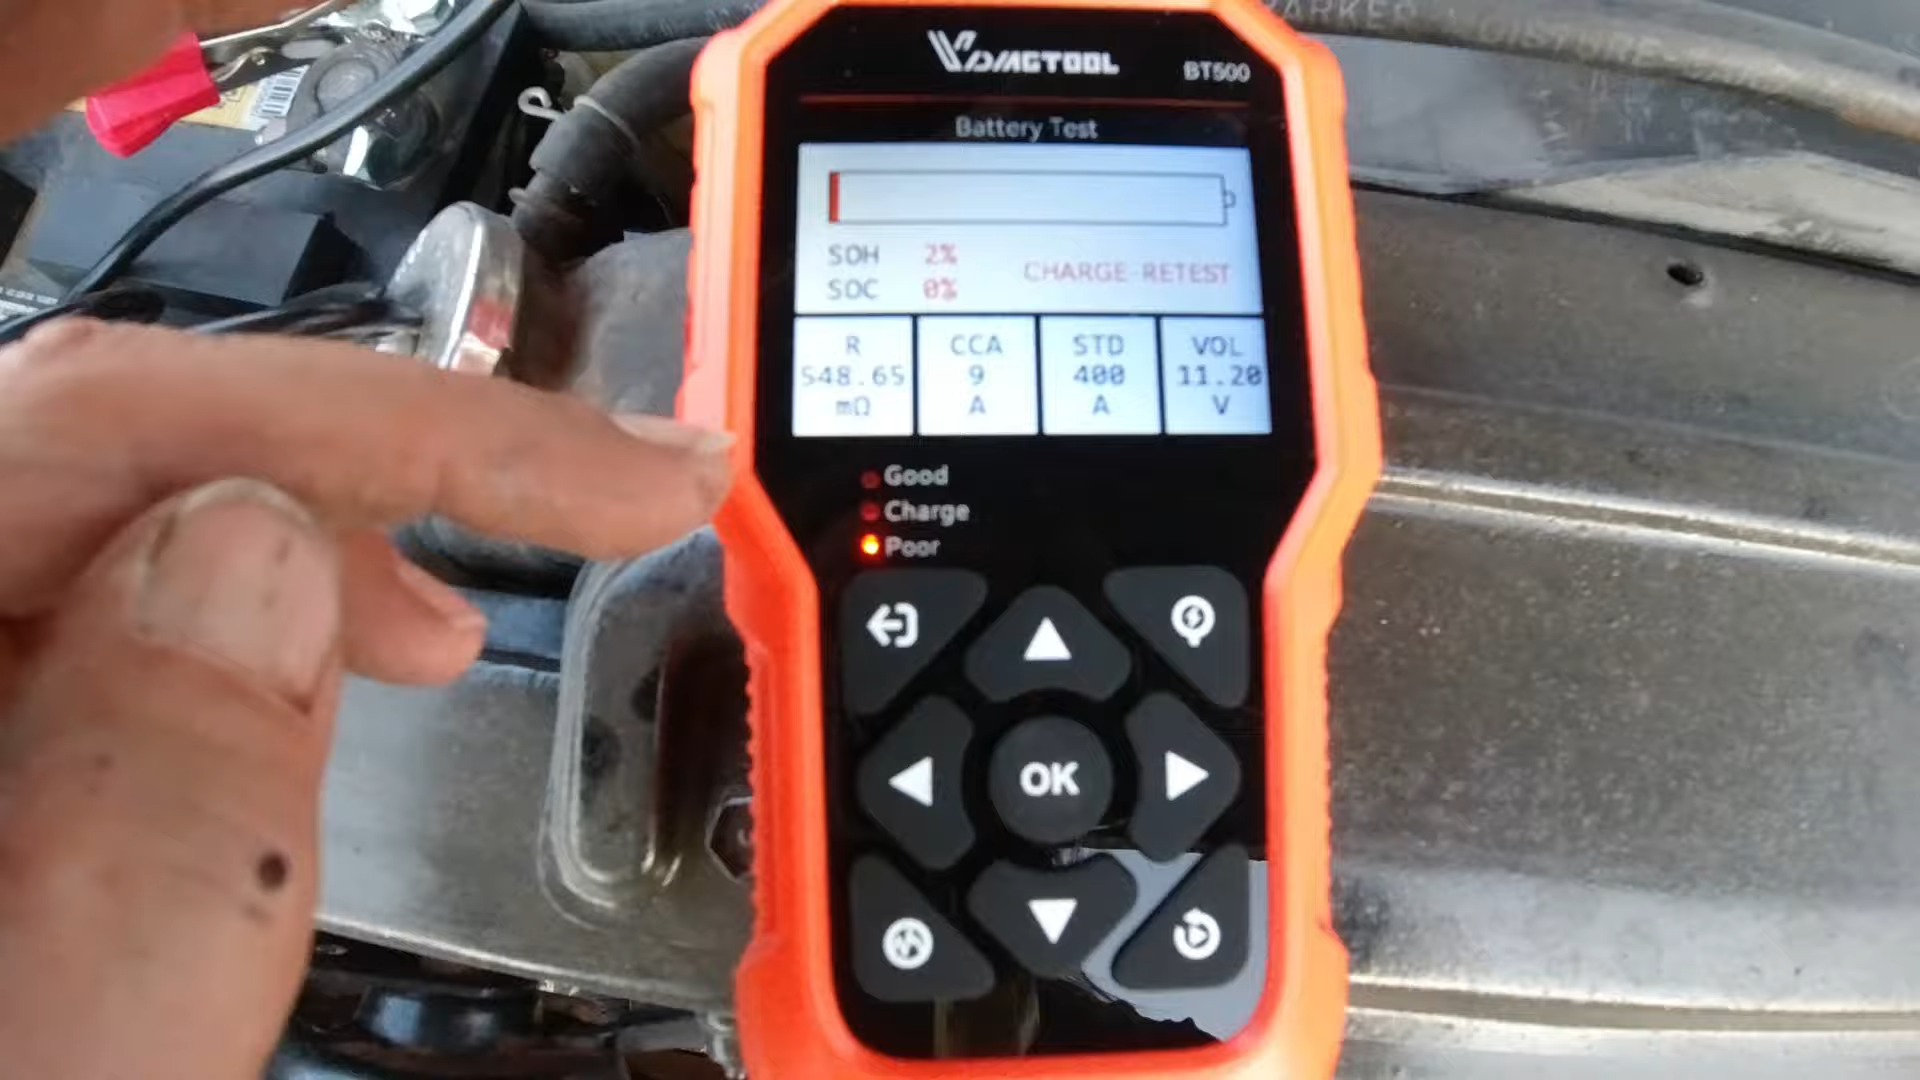 VDIAGTOOL
BT500
Battery Test
SOH 2%
SOC 0%
CHARGE-RETEST
R CCA STD VOL
548.65 9 400 11.20
mΩ A A V
Good
Charge
Poor
OK